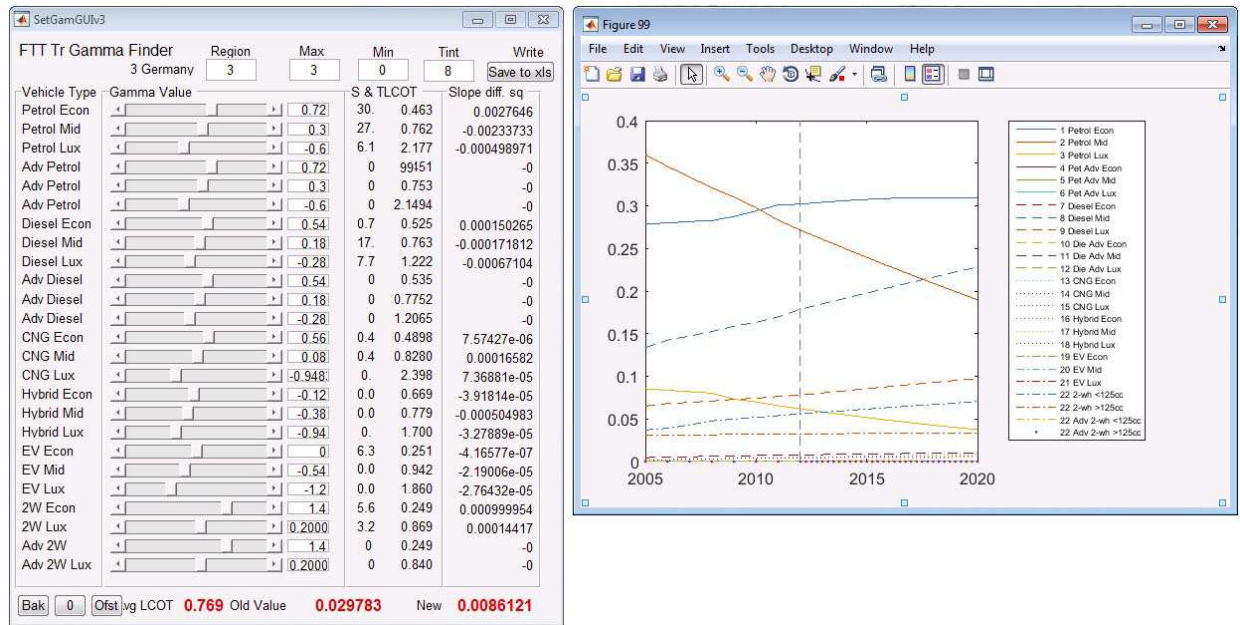 SetGamGUIv3
FTT Tr Gamma Finder Region Max Min Tint Write
3 Germany 3 3 0 8 Save to xls
Vehicle Type Gamma Value S & TLCOT Slope diff. sq
Petrol Econ 0.72 30. 0.463 0.0027646
Petrol Mid 0.3 27. 0.762 -0.00233733
Petrol Lux -0.6 6.1 2.177 -0.000498971
Adv Petrol 0.72 0 99451 -0
Adv Petrol 0.3 0 0.753 -0
Adv Petrol -0.6 0 2.1494 -0
Diesel Econ 0.54 0.7 0.525 0.000150265
Diesel Mid 0.18 17. 0.763 -0.000171812
Diesel Lux -0.28 7.7 1.222 -0.00067104
Adv Diesel 0.54 0 0.535 -0
Adv Diesel 0.18 0 0.7752 -0
Adv Diesel -0.28 0 1.2065 -0
CNG Econ 0.56 0.4 0.4898 7.57427e-06
CNG Mid 0.08 0.4 0.8280 0.00016582
CNG Lux -0.948 0. 2.398 7.36881e-05
Hybrid Econ -0.12 0.0 0.669 -3.91814e-05
Hybrid Mid -0.38 0.0 0.779 -0.000504983
Hybrid Lux -0.94 0. 1.700 -3.27889e-05
EV Econ 0 6.3 0.251 -4.16577e-07
EV Mid -0.54 0.0 0.942 -2.19006e-05
EV Lux -1.2 0.0 1.860 -2.76432e-05
2W Econ 1.4 5.6 0.249 0.000999954
2W Lux 0.2000 3.2 0.869 0.00014417
Adv 2W 1.4 0 0.249 -0
Adv 2W Lux 0.2000 0 0.840 -0
Bak 0 Ofst vg LCOT 0.769 Old Value 0.029783 New 0.0086121
Figure 99
File Edit View Insert Tools Desktop Window Help
0.4
0.35
0.3
0.25
0.2
0.15
0.1
0.05
0
2005 2010 2015 2020
1 Petrol Econ
2 Petrol Mid
3 Petrol Lux
4 Pet Adv Econ
5 Pet Adv Mid
6 Pet Adv Lux
7 Diesel Econ
8 Diesel Mid
9 Diesel Lux
10 Die Adv Econ
11 Die Adv Mid
12 Die Adv Lux
13 CNG Econ
14 CNG Mid
15 CNG Lux
16 Hybrid Econ
17 Hybrid Mid
18 Hybrid Lux
19 EV Econ
20 EV Mid
21 EV Lux
22 2-wh <125cc
22 2-wh >125cc
22 Adv 2-wh <125cc
22 Adv 2-wh >125cc